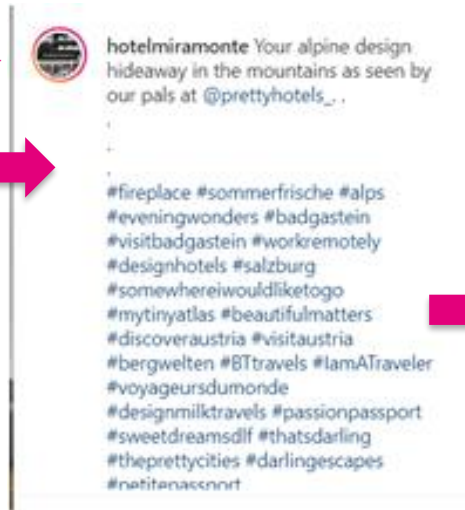 hotelmiramonte Your alpine design
hideaway in the mountains as seen by
our pals at @prettyhotels_. .
.
.
.
#fireplace #sommerfrische #alps
#eveningwonders #badgastein
#visitbadgastein #workremotely
#designhotels #salzburg
#somewhereiwouldliketogo
#mytinyatlas #beautifulmatters
#discoveraustria #visitaustria
#bergwelten #BTtravels #IamATraveler
#voyageursdumonde
#designmilktravels #passionpassport
#sweetdreamsdlf #thatsdarling
#theprettycities #darlingescapes
#petitepassport